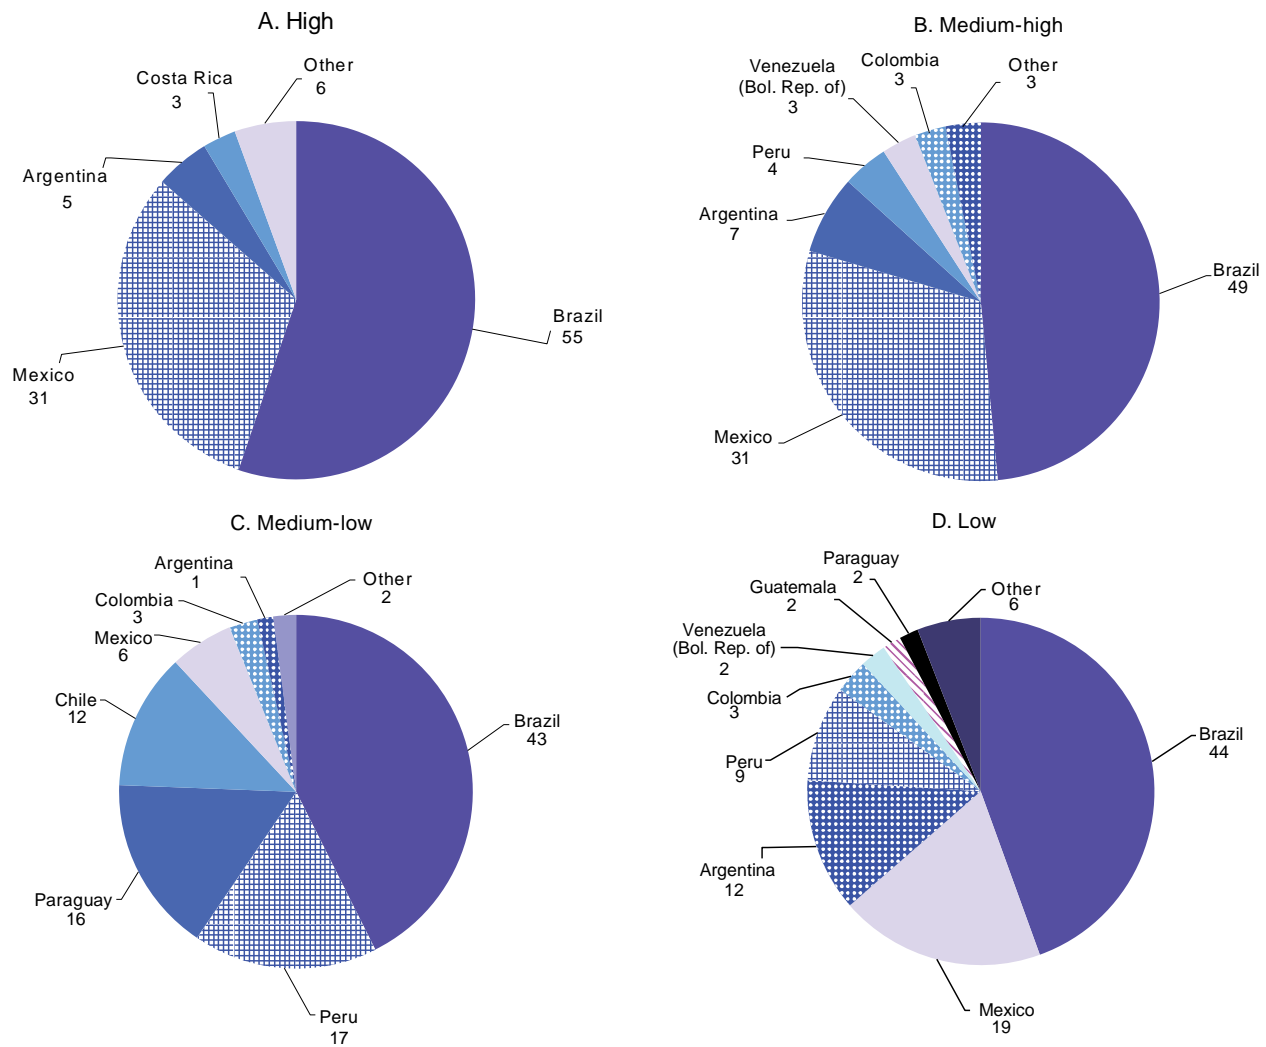 A. High
Other
6
Costa Rica
3
Argentina
5
Mexico
31
Brazil
55
B. Medium-high
Colombia
3
Other
3
Venezuela
(Bol. Rep. of)
3
Peru
4
Argentina
7
Mexico
31
Brazil
49
C. Medium-low
Argentina
1
Other
2
Colombia
3
Mexico
6
Chile
12
Paraguay
16
Peru
17
Brazil
43
D. Low
Paraguay
2
Other
6
Guatemala
2
Venezuela
(Bol. Rep. of)
2
Colombia
3
Peru
9
Argentina
12
Mexico
19
Brazil
44